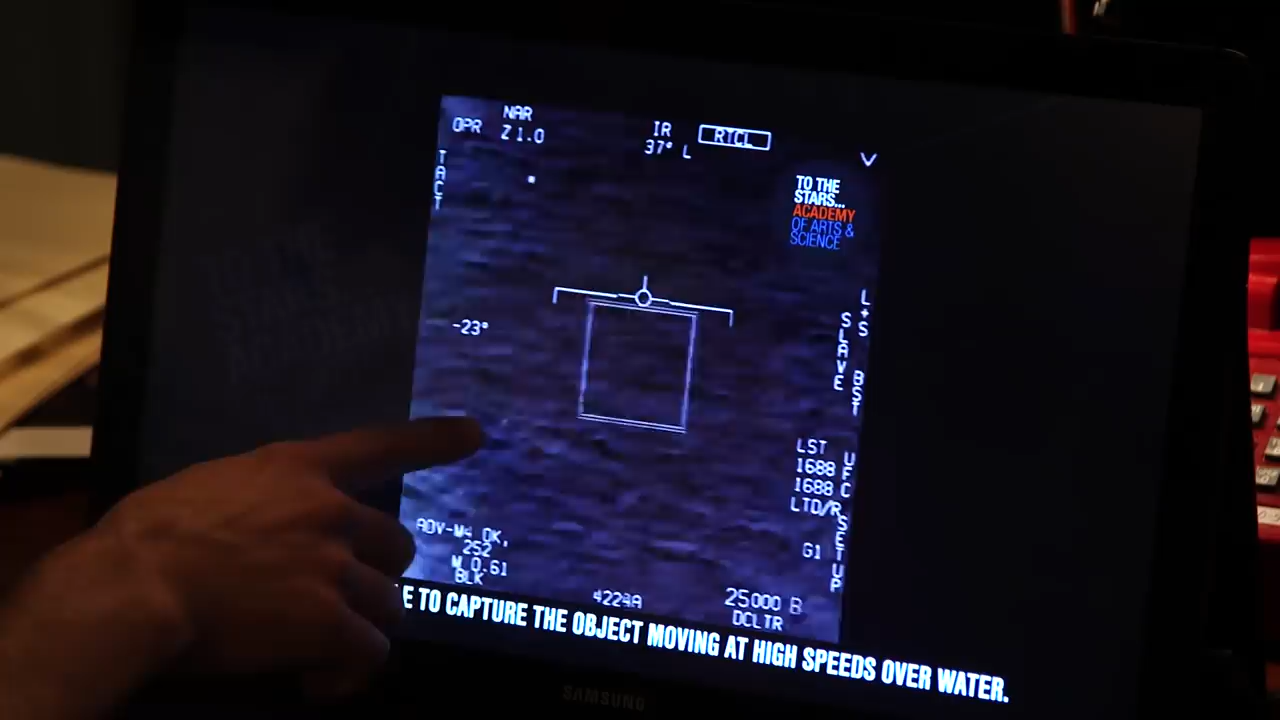 NAR
OPR Z 1.0
IR
37° L
RTCL
TACT
TO THE
STARS...
ACADEMY
OF ARTS &
SCIENCE
-23°
L+S
SLAVE
BST
LST
1688
1688
LTD/R
UFC
SETUP
G1
ADV-M4 OK,
252
M 0.61
BLK
25000 B
DCLTR
E TO CAPTURE THE OBJECT MOVING AT HIGH SPEEDS OVER WATER.
SAMSUNG